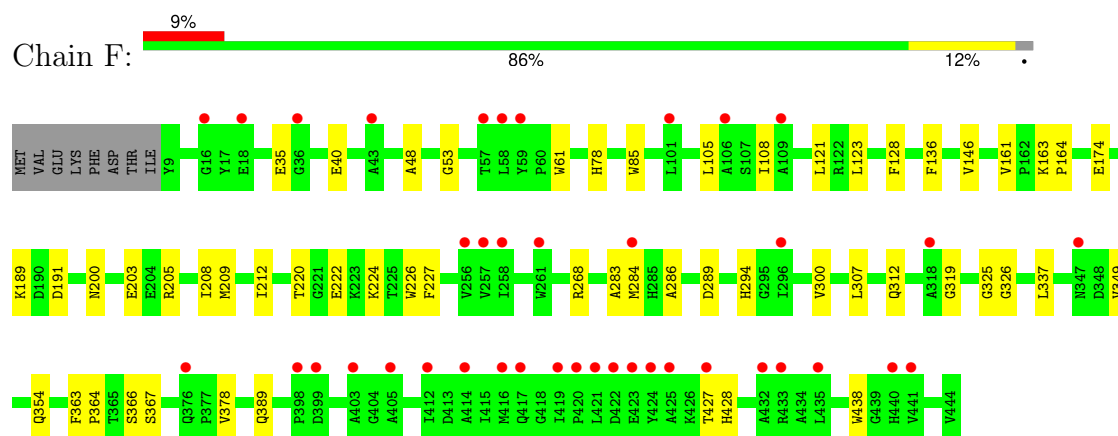 9%
Chain F:
86% 12% •
MET VAL GLU LYS PHE ASP THR ILE Y9 G16 Y17 E18 E35 G36 E40 A43 A48 G53 T57 L58 Y59 P60 W61 H78 W85 L101 L105 A106 S107 I108 A109 L121 R122 L123 F128 F136 V146 V161 P162 K163 P164 E174
K189 D190 D191 N200 E203 E204 R205 I208 M209 I212 T220 G221 E222 K223 K224 T225 W226 F227 V256 V257 I258 W261 R268 A283 M284 H285 A286 D289 H294 G295 I296 V300 L307 Q312 A318 G319 G325 G326 L337 N347 D348 V349
Q354 F363 P364 T365 S366 S367 Q376 P377 V378 Q389 P398 D399 A403 G404 A405 I412 D413 A414 I415 M416 Q417 G418 I419 P420 L421 D422 E423 Y424 A425 K426 T427 H428 A432 R433 A434 L435 W438 G439 H440 V441 V444